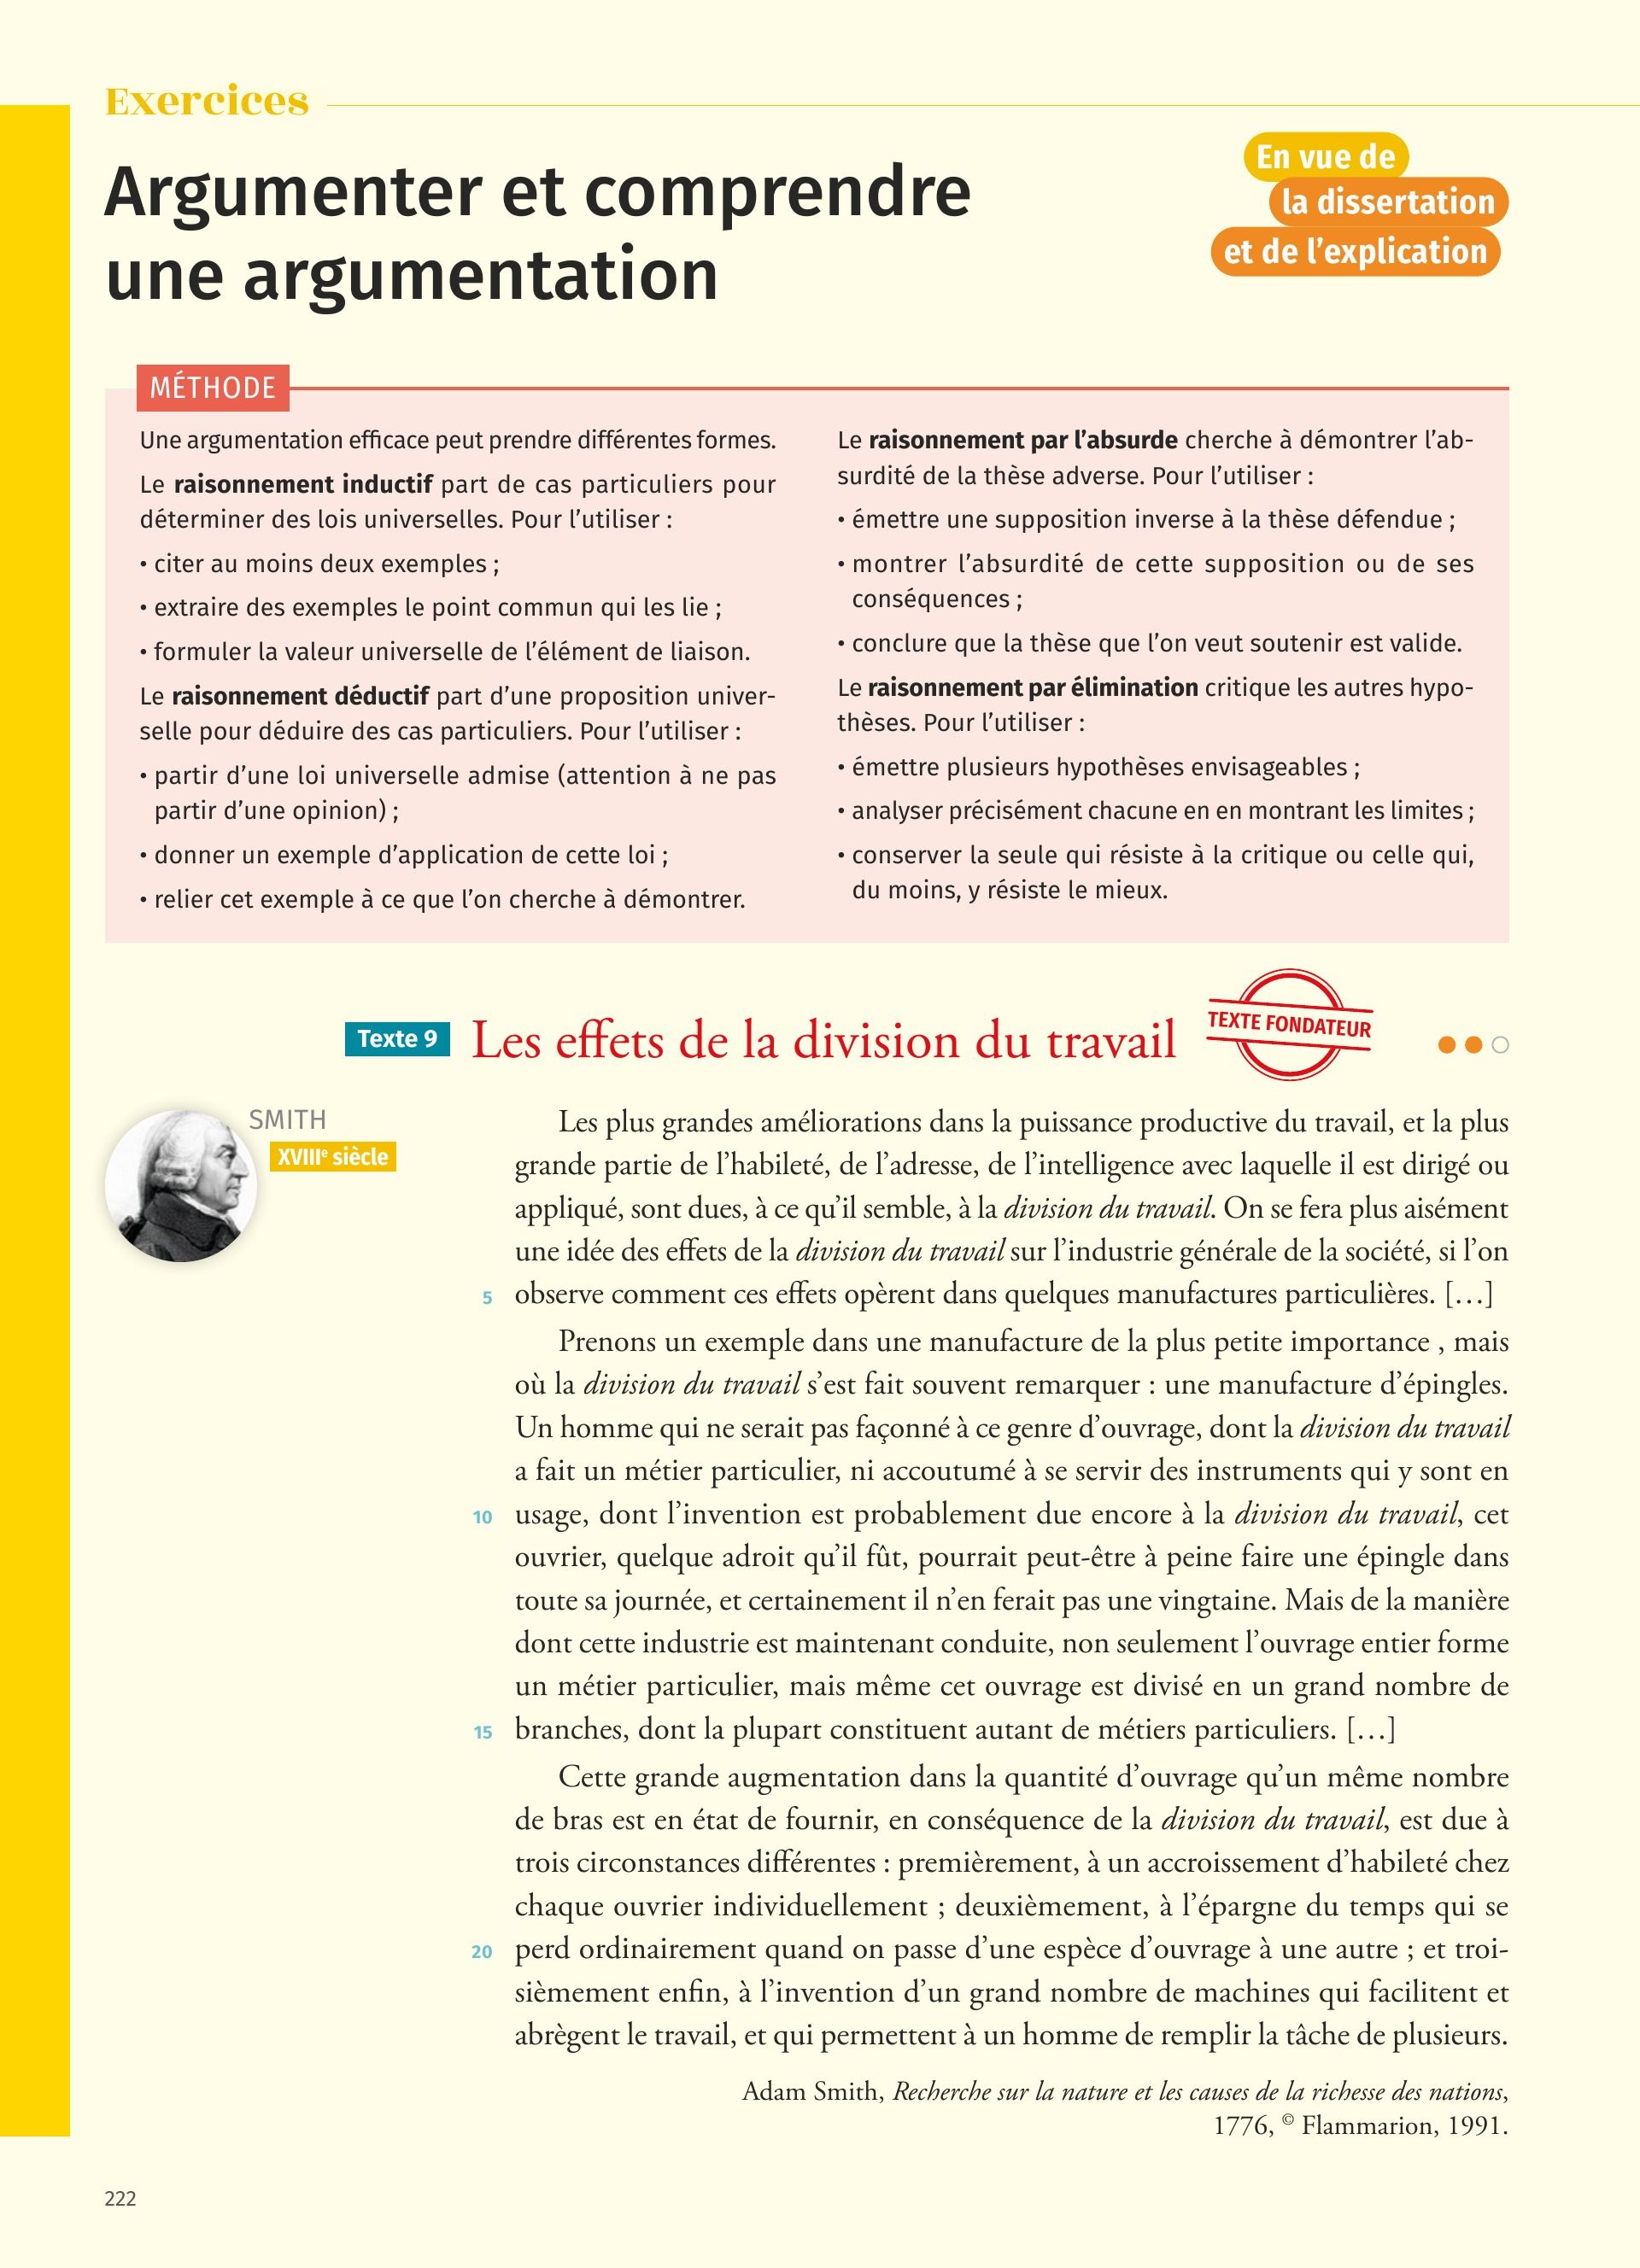 Exercices
Argumenter et comprendre
une argumentation
En vue de
la dissertation
et de l'explication
MÉTHODE
Une argumentation efficace peut prendre différentes formes.
Le raisonnement inductif part de cas particuliers pour
déterminer des lois universelles. Pour l'utiliser :
• citer au moins deux exemples ;
• extraire des exemples le point commun qui les lie ;
• formuler la valeur universelle de l'élément de liaison.
Le raisonnement déductif part d'une proposition univer-
selle pour déduire des cas particuliers. Pour l'utiliser :
• partir d'une loi universelle admise (attention à ne pas
partir d'une opinion) ;
• donner un exemple d'application de cette loi ;
• relier cet exemple à ce que l'on cherche à démontrer.
Le raisonnement par l'absurde cherche à démontrer l'ab-
surdité de la thèse adverse. Pour l'utiliser :
• émettre une supposition inverse à la thèse défendue ;
• montrer l'absurdité de cette supposition ou de ses
conséquences ;
• conclure que la thèse que l'on veut soutenir est valide.
Le raisonnement par élimination critique les autres hypo-
thèses. Pour l'utiliser :
• émettre plusieurs hypothèses envisageables ;
• analyser précisément chacune en en montrant les limites ;
• conserver la seule qui résiste à la critique ou celle qui,
du moins, y résiste le mieux.
Texte 9 Les effets de la division du travail
TEXTE FONDATEUR
SMITH
XVIIIe siècle
Les plus grandes améliorations dans la puissance productive du travail, et la plus
grande partie de l'habileté, de l'adresse, de l'intelligence avec laquelle il est dirigé ou
appliqué, sont dues, à ce qu'il semble, à la division du travail. On se fera plus aisément
une idée des effets de la division du travail sur l'industrie générale de la société, si l'on
5 observe comment ces effets opèrent dans quelques manufactures particulières. […]
Prenons un exemple dans une manufacture de la plus petite importance , mais
où la division du travail s'est fait souvent remarquer : une manufacture d'épingles.
Un homme qui ne serait pas façonné à ce genre d'ouvrage, dont la division du travail
a fait un métier particulier, ni accoutumé à se servir des instruments qui y sont en
10 usage, dont l'invention est probablement due encore à la division du travail, cet
ouvrier, quelque adroit qu'il fût, pourrait peut-être à peine faire une épingle dans
toute sa journée, et certainement il n'en ferait pas une vingtaine. Mais de la manière
dont cette industrie est maintenant conduite, non seulement l'ouvrage entier forme
un métier particulier, mais même cet ouvrage est divisé en un grand nombre de
15 branches, dont la plupart constituent autant de métiers particuliers. […]
Cette grande augmentation dans la quantité d'ouvrage qu'un même nombre
de bras est en état de fournir, en conséquence de la division du travail, est due à
trois circonstances différentes : premièrement, à un accroissement d'habileté chez
chaque ouvrier individuellement ; deuxièmement, à l'épargne du temps qui se
20 perd ordinairement quand on passe d'une espèce d'ouvrage à une autre ; et troi-
sièmement enfin, à l'invention d'un grand nombre de machines qui facilitent et
abrègent le travail, et qui permettent à un homme de remplir la tâche de plusieurs.
Adam Smith, Recherche sur la nature et les causes de la richesse des nations,
1776, © Flammarion, 1991.
222